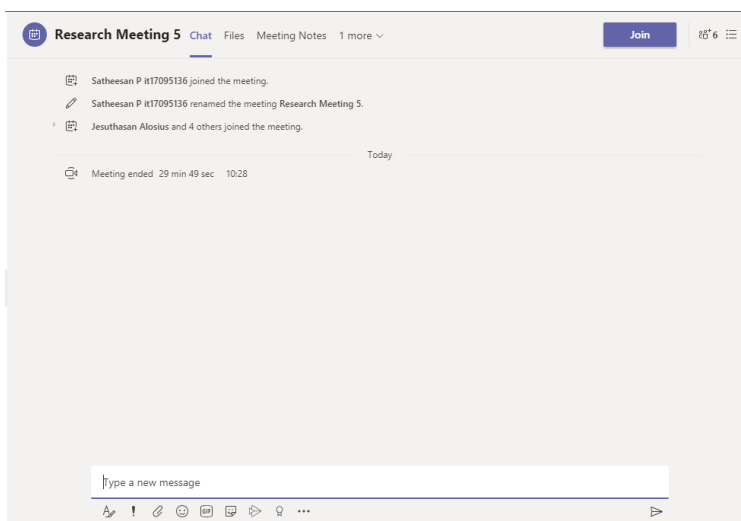 Research Meeting 5 Chat Files Meeting Notes 1 more Join 6
Satheesan P it17095136 joined the meeting.
Satheesan P it17095136 renamed the meeting Research Meeting 5.
Jesuthasan Alosius and 4 others joined the meeting.
Today
Meeting ended 29 min 49 sec 10:28
Type a new message
GIF